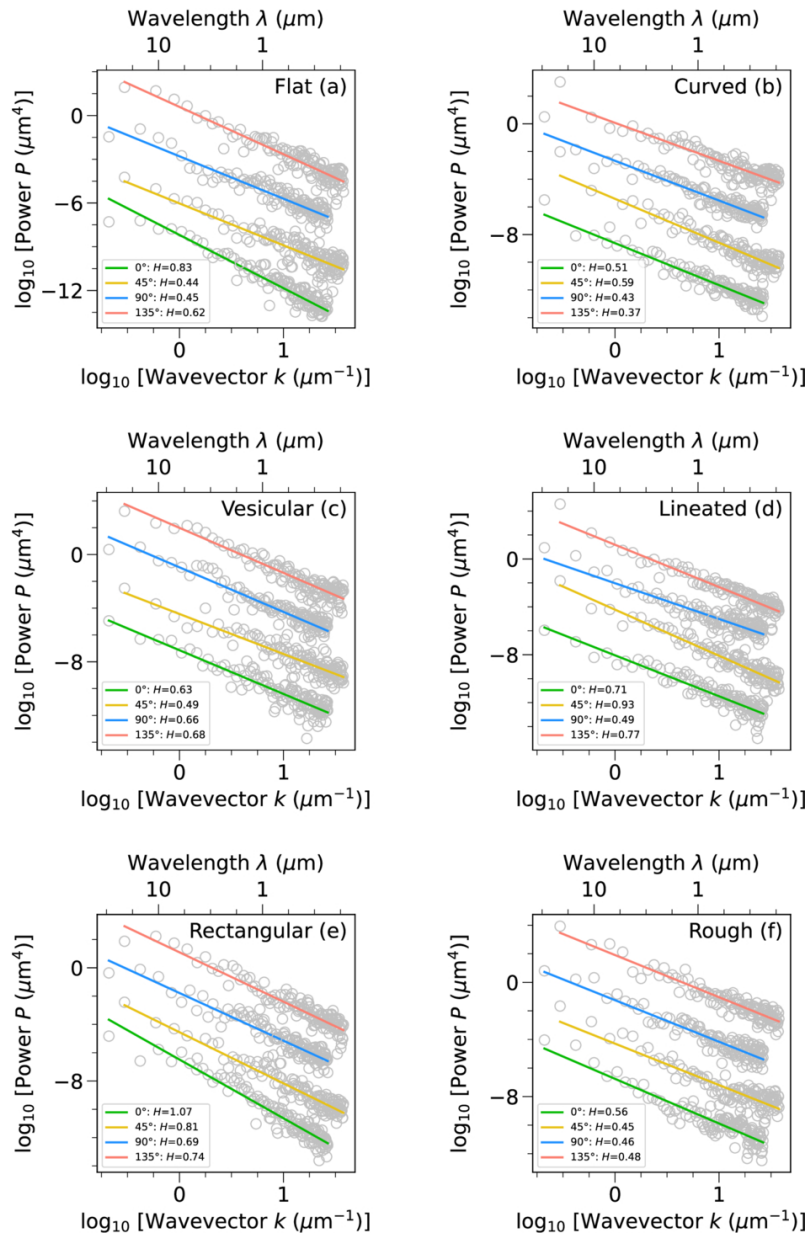 Wavelength λ (μm)
10 1
Flat (a)
0
−6
−12
log₁₀ [Power P (μm⁴)]
0°: H=0.83
45°: H=0.44
90°: H=0.45
135°: H=0.62
0 1
log₁₀ [Wavevector k (μm⁻¹)]
Wavelength λ (μm)
10 1
Curved (b)
0
−8
log₁₀ [Power P (μm⁴)]
0°: H=0.51
45°: H=0.59
90°: H=0.43
135°: H=0.37
0 1
log₁₀ [Wavevector k (μm⁻¹)]
Wavelength λ (μm)
10 1
Vesicular (c)
0
−8
log₁₀ [Power P (μm⁴)]
0°: H=0.63
45°: H=0.49
90°: H=0.66
135°: H=0.68
0 1
log₁₀ [Wavevector k (μm⁻¹)]
Wavelength λ (μm)
10 1
Lineated (d)
0
−8
log₁₀ [Power P (μm⁴)]
0°: H=0.71
45°: H=0.93
90°: H=0.49
135°: H=0.77
0 1
log₁₀ [Wavevector k (μm⁻¹)]
Wavelength λ (μm)
10 1
Rectangular (e)
0
−8
log₁₀ [Power P (μm⁴)]
0°: H=1.07
45°: H=0.81
90°: H=0.69
135°: H=0.74
0 1
log₁₀ [Wavevector k (μm⁻¹)]
Wavelength λ (μm)
10 1
Rough (f)
0
−8
log₁₀ [Power P (μm⁴)]
0°: H=0.56
45°: H=0.45
90°: H=0.46
135°: H=0.48
0 1
log₁₀ [Wavevector k (μm⁻¹)]